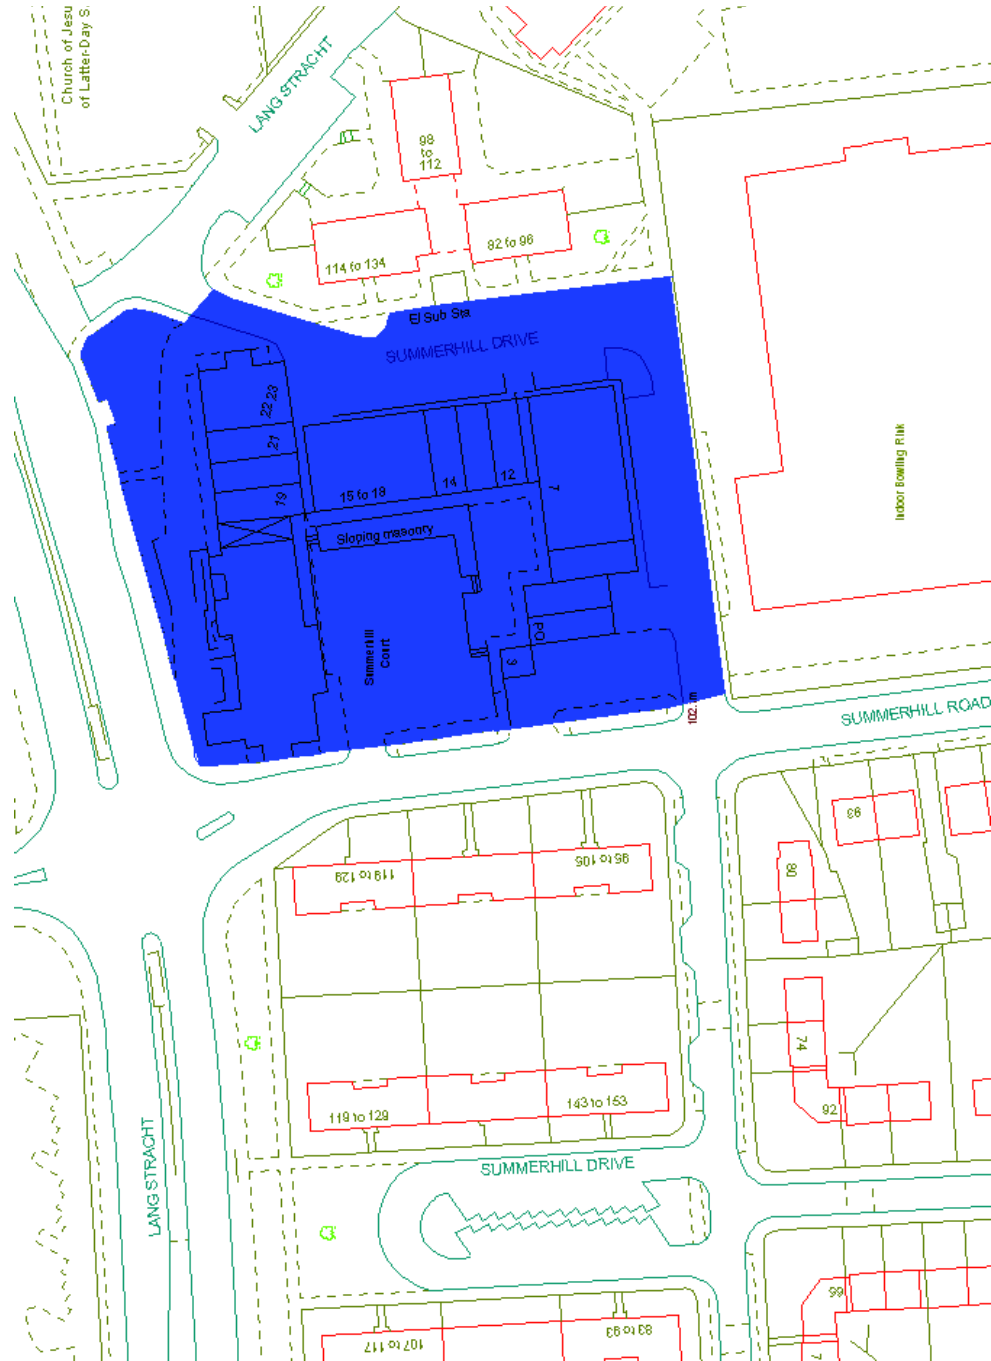 Church of Jesu
of Latter-Day S
LANG STRACHT
98
to
112
114 to 134
82 to 96
El Sub Sta
SUMMERHILL DRIVE
22 23
21
19
15 to 18
14
12
7
Sloping masonry
Summerhill
Court
PO
9
Indoor Bowling Rink
102.
SUMMERHILL ROAD
119 to 129
95 to 105
93
80
74
92
119 to 129
143 to 153
LANG STRACHT
SUMMERHILL DRIVE
99
107 to 117
83 to 93